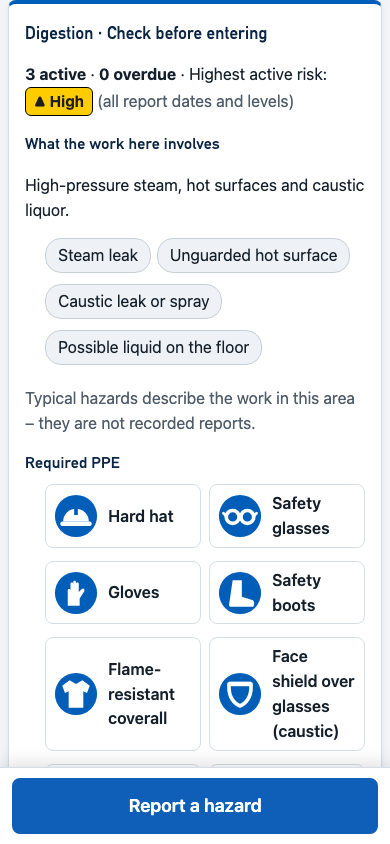 Digestion · Check before entering
3 active · 0 overdue · Highest active risk:
High (all report dates and levels)
What the work here involves
High-pressure steam, hot surfaces and caustic
liquor.
Steam leak
Unguarded hot surface
Caustic leak or spray
Possible liquid on the floor
Typical hazards describe the work in this area
– they are not recorded reports.
Required PPE
Hard hat
Safety
glasses
Gloves
Safety
boots
Flame-
resistant
coverall
Face
shield over
glasses
(caustic)
Report a hazard